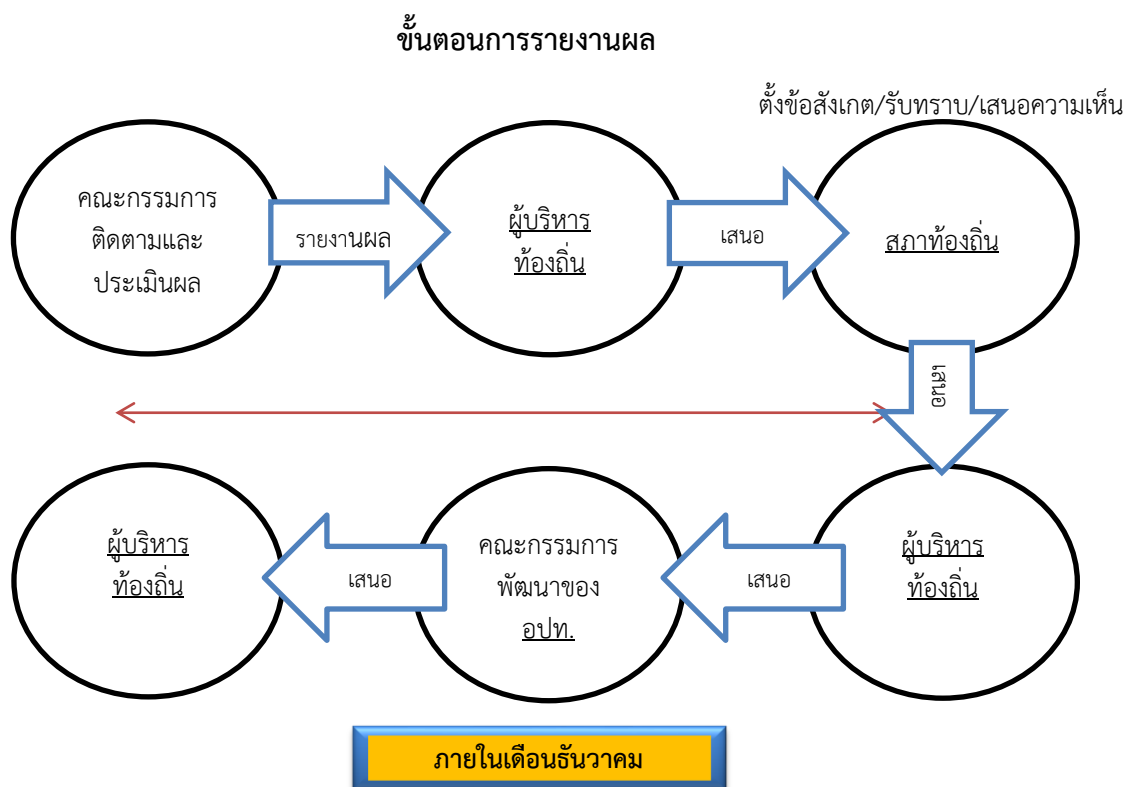 ขั้นตอนการรายงานผล
ตั้งข้อสังเกต/รับทราบ/เสนอความเห็น
คณะกรรมการ
ติดตามและ
ประเมินผล
รายงานผล
ผู้บริหาร
ท้องถิ่น
เสนอ
สภาท้องถิ่น
เสนอ
ผู้บริหาร
ท้องถิ่น
เสนอ
คณะกรรมการ
พัฒนาของ
อปท.
เสนอ
ผู้บริหาร
ท้องถิ่น
ภายในเดือนธันวาคม